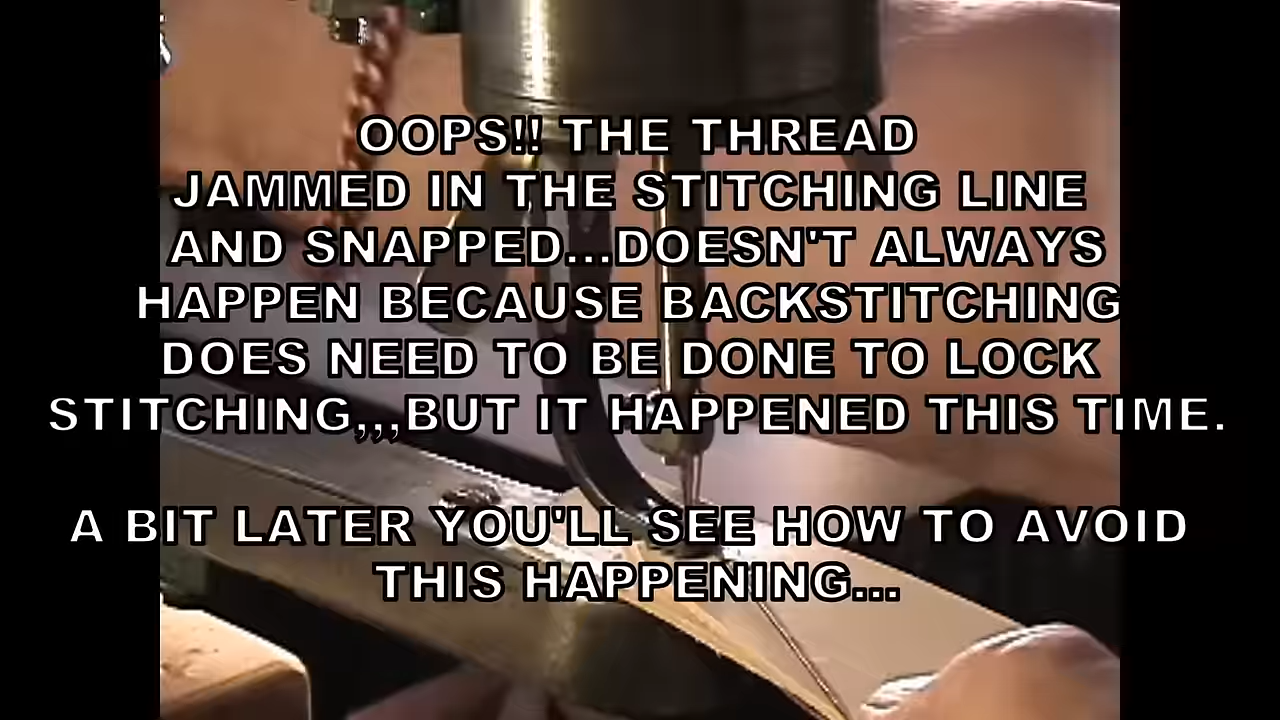 OOPS!! THE THREAD
JAMMED IN THE STITCHING LINE
AND SNAPPED...DOESN'T ALWAYS
HAPPEN BECAUSE BACKSTITCHING
DOES NEED TO BE DONE TO LOCK
STITCHING,,,BUT IT HAPPENED THIS TIME.
A BIT LATER YOU'LL SEE HOW TO AVOID
THIS HAPPENING...